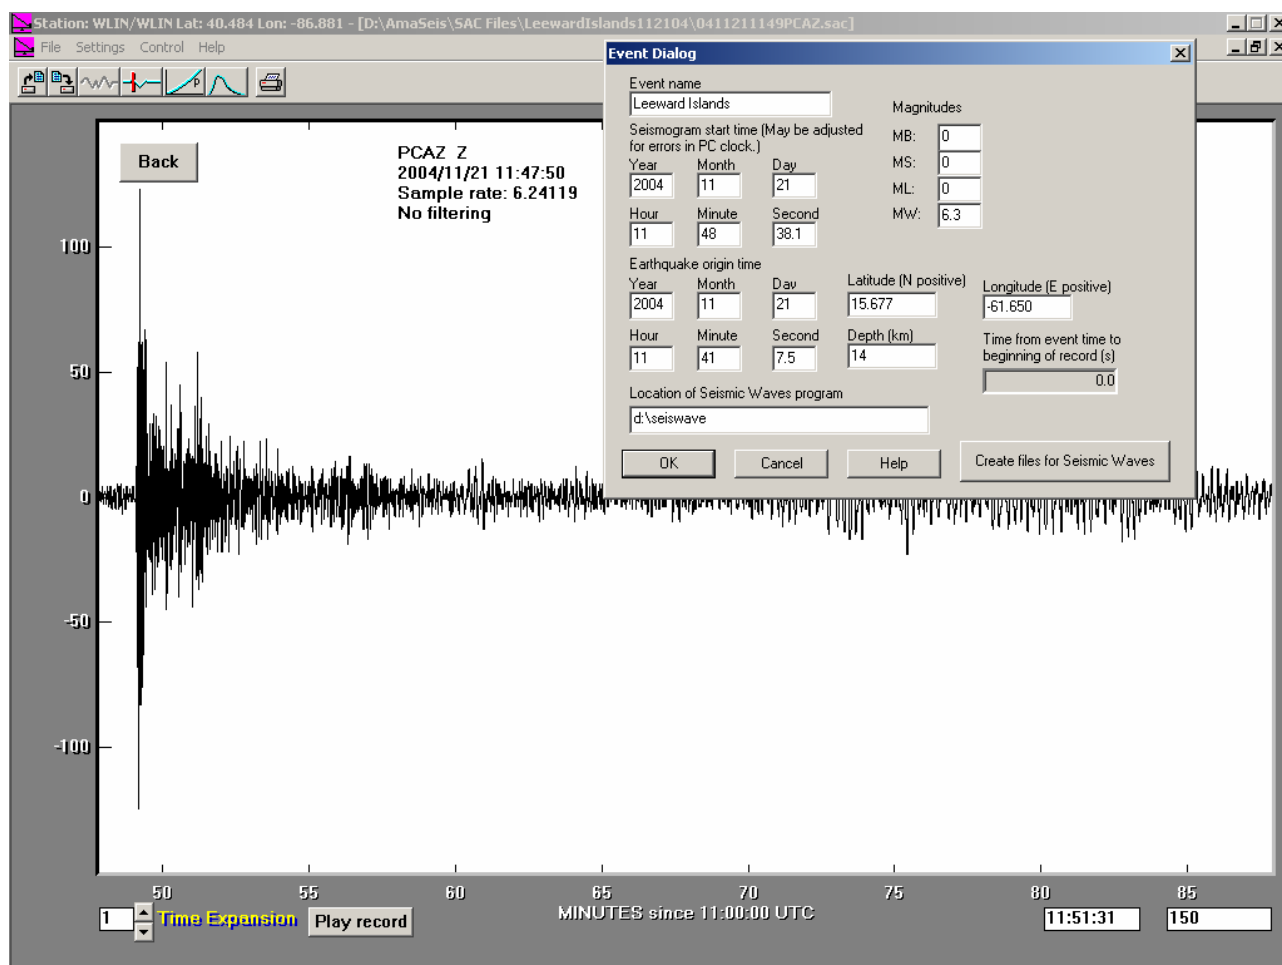 Station: WLIN/WLIN Lat: 40.484 Lon: -86.881 - [D:\AmaSeis\SAC Files\LeewardIslands112104\0411211149PCAZ.sac]
File Settings Control Help
P
Back
PCAZ Z
2004/11/21 11:47:50
Sample rate: 6.24119
No filtering
100
50
0
-50
-100
50 55 60 65 70 75 80 85
MINUTES since 11:00:00 UTC
1 Time Expansion Play record
11:51:31 150
Event Dialog
Event name
Leeward Islands
Seismogram start time (May be adjusted
for errors in PC clock.)
Year Month Day
2004 11 21
Hour Minute Second
11 48 38.1
Magnitudes
MB: 0
MS: 0
ML: 0
MW: 6.3
Earthquake origin time
Year Month Day
2004 11 21
Hour Minute Second
11 41 7.5
Latitude (N positive)
15.677
Longitude (E positive)
-61.650
Depth (km)
14
Time from event time to
beginning of record (s)
0.0
Location of Seismic Waves program
d:\seiswave
OK Cancel Help Create files for Seismic Waves